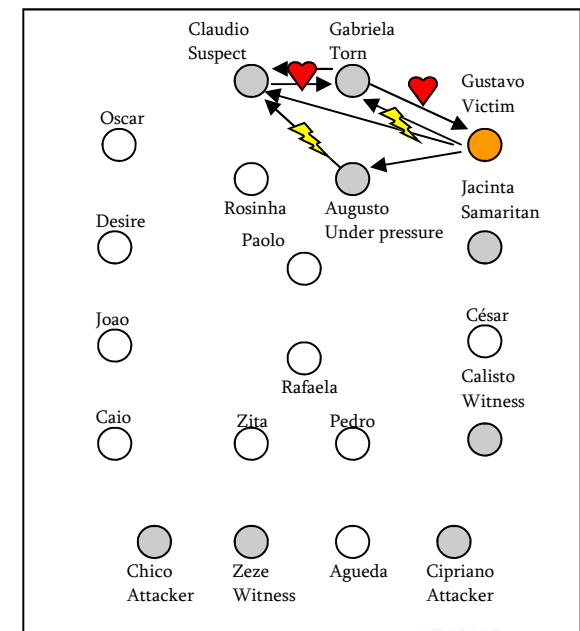 Claudio
Suspect
Gabriela
Torn
Gustavo
Victim
Oscar
Rosinha
Augusto
Under pressure
Jacinta
Samaritan
Desire
Paolo
Joao
César
Rafaela
Calisto
Witness
Caio
Zita
Pedro
Chico
Attacker
Zeze
Witness
Agueda
Cipriano
Attacker